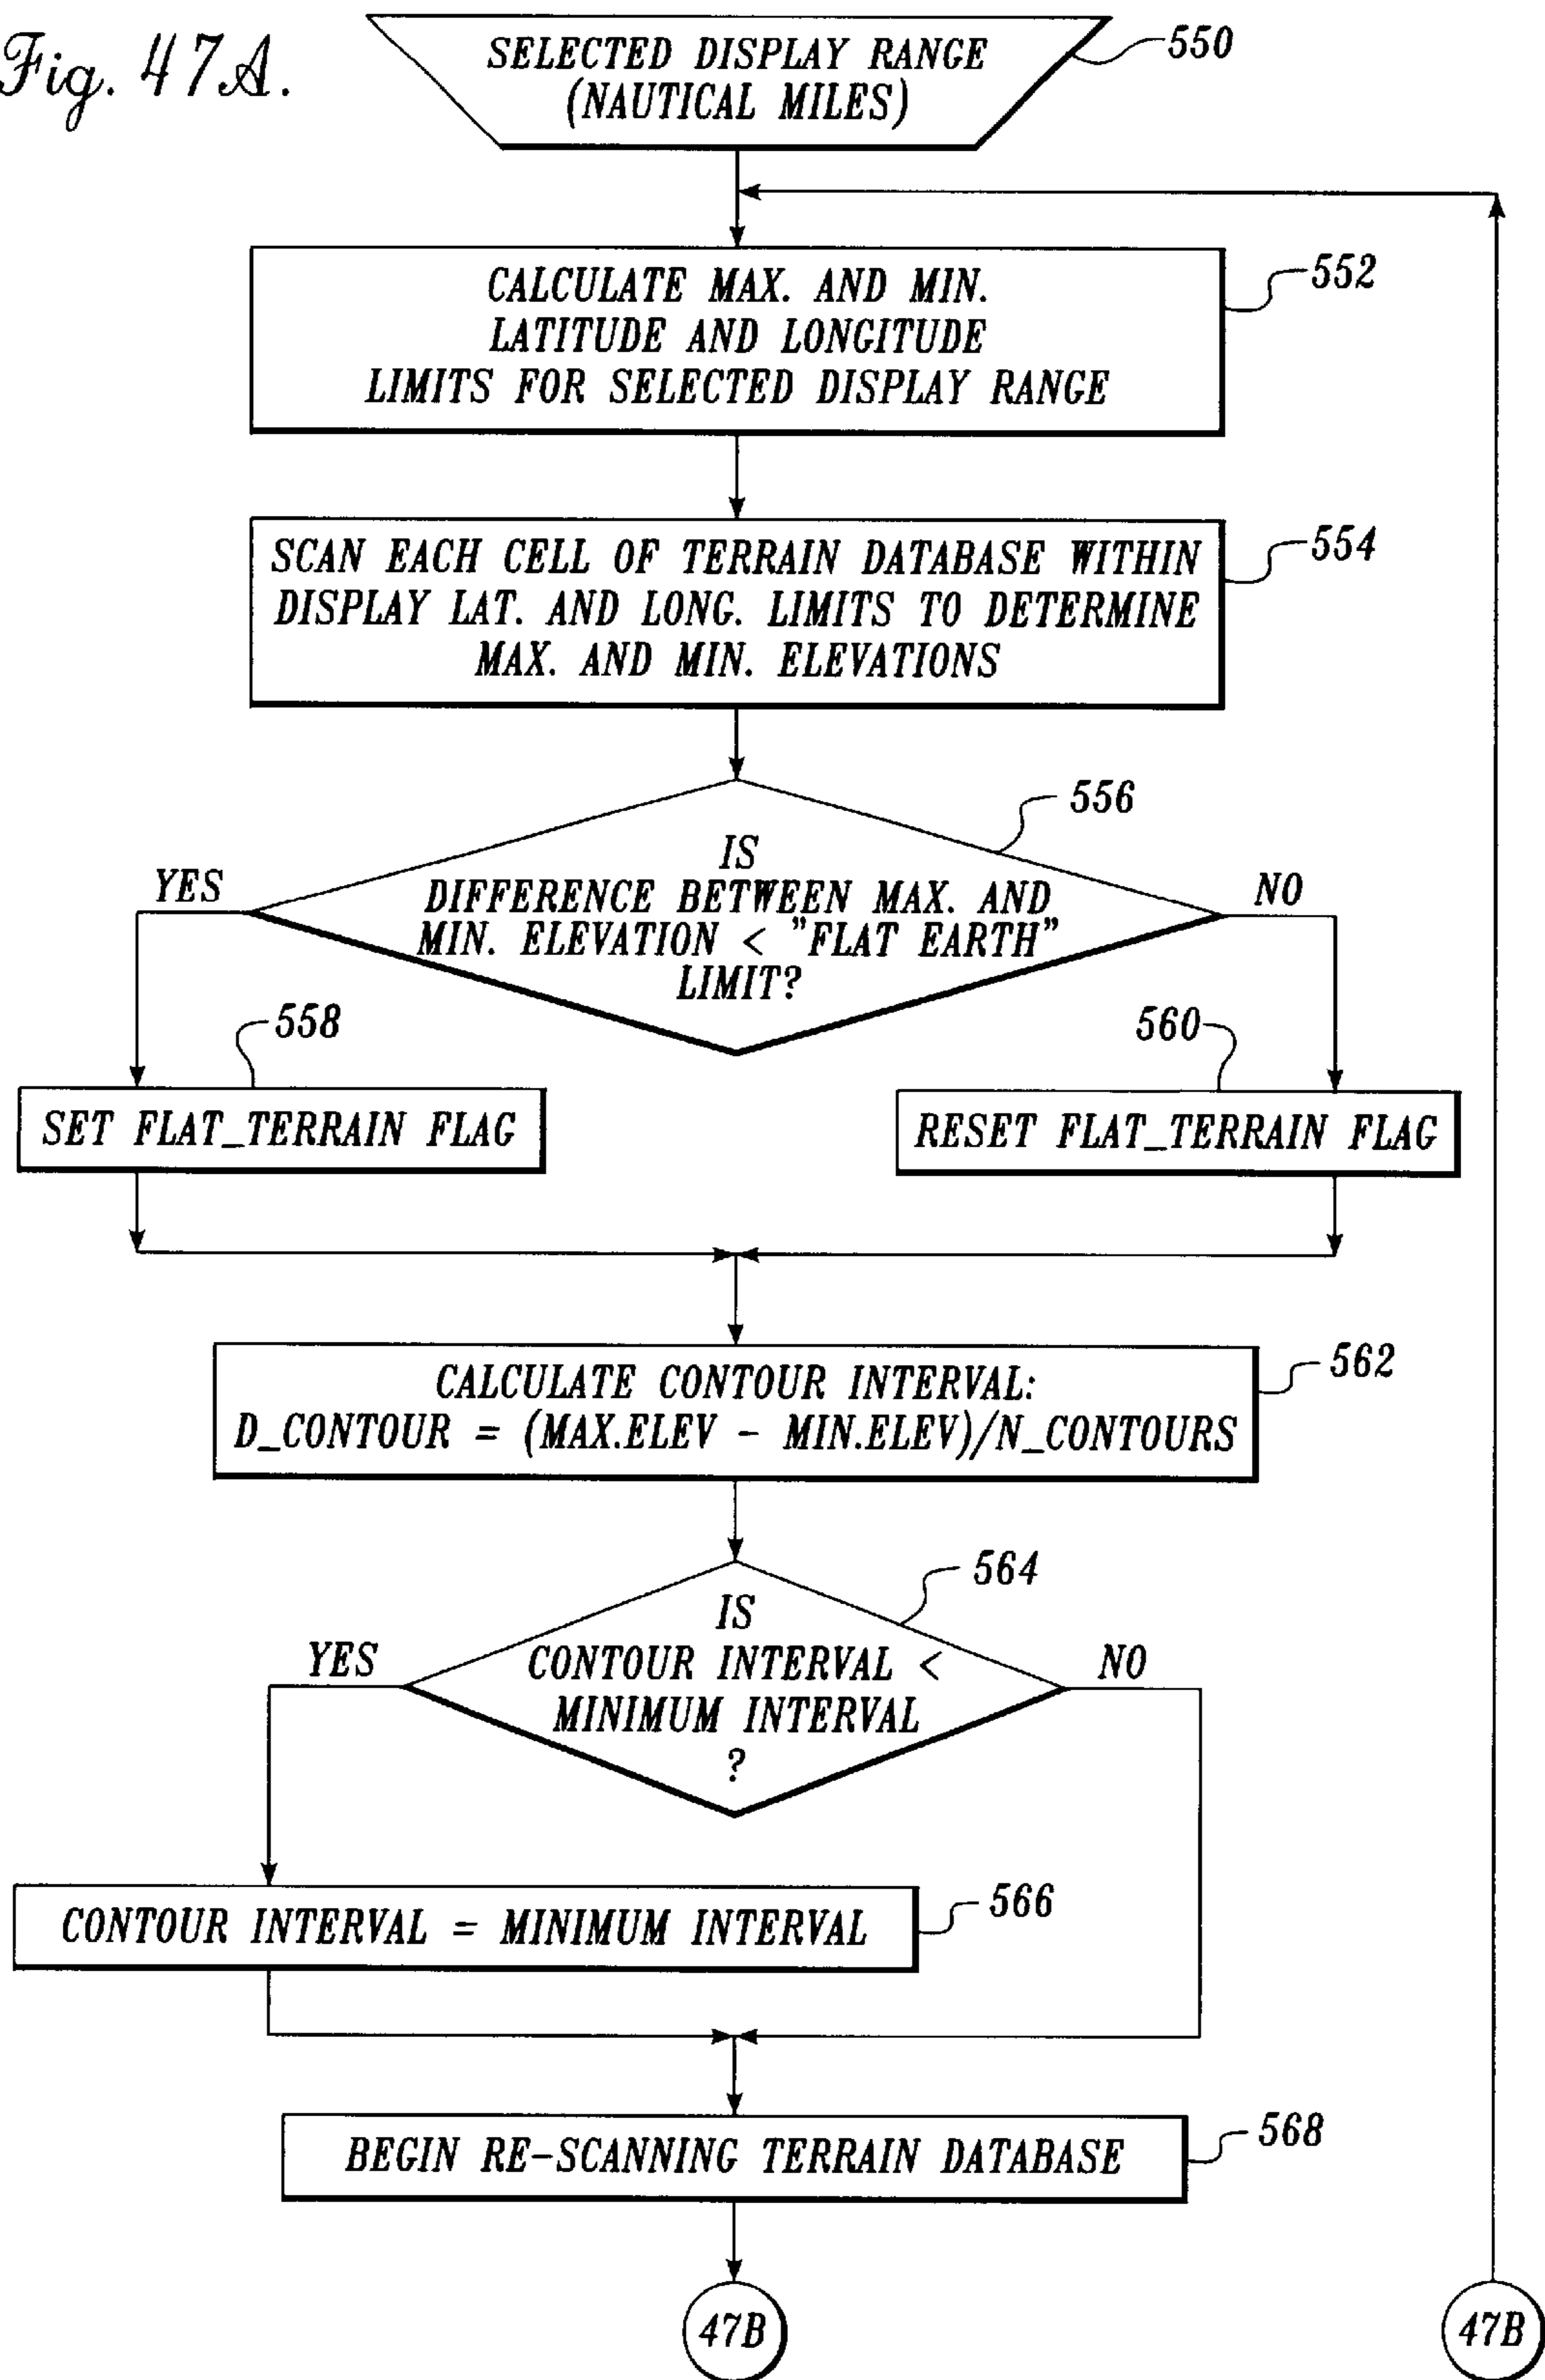 Fig. 47A.
SELECTED DISPLAY RANGE
(NAUTICAL MILES)
550
CALCULATE MAX. AND MIN.
LATITUDE AND LONGITUDE
LIMITS FOR SELECTED DISPLAY RANGE
552
SCAN EACH CELL OF TERRAIN DATABASE WITHIN
DISPLAY LAT. AND LONG. LIMITS TO DETERMINE
MAX. AND MIN. ELEVATIONS
554
556
IS
DIFFERENCE BETWEEN MAX. AND
MIN. ELEVATION < "FLAT EARTH"
LIMIT?
YES
NO
558
560
SET FLAT_TERRAIN FLAG
RESET FLAT_TERRAIN FLAG
CALCULATE CONTOUR INTERVAL:
D_CONTOUR = (MAX.ELEV - MIN.ELEV)/N_CONTOURS
562
564
IS
CONTOUR INTERVAL <
MINIMUM INTERVAL
?
YES
NO
CONTOUR INTERVAL = MINIMUM INTERVAL
566
BEGIN RE-SCANNING TERRAIN DATABASE
568
47B
47B